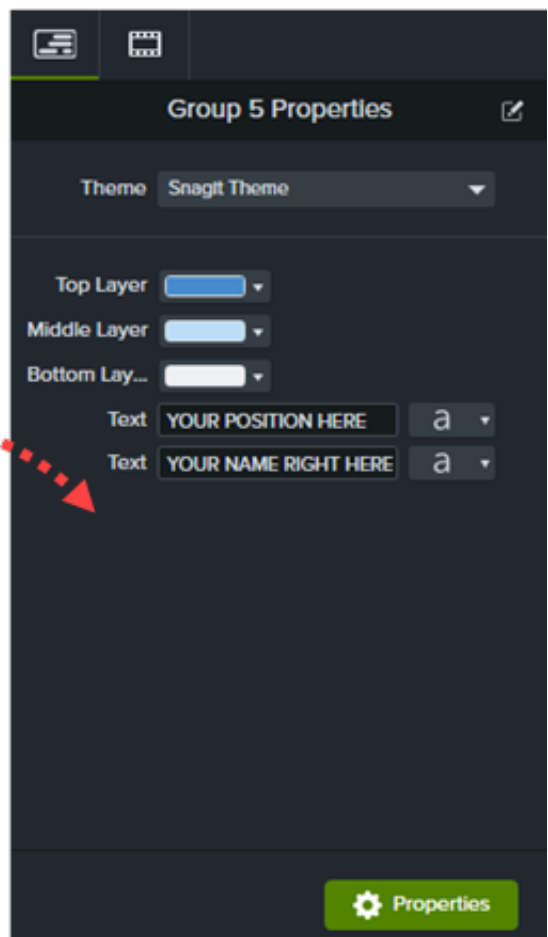 Group 5 Properties
Theme SnagIt Theme
Top Layer
Middle Layer
Bottom Lay...
Text YOUR POSITION HERE a
Text YOUR NAME RIGHT HERE a
Properties